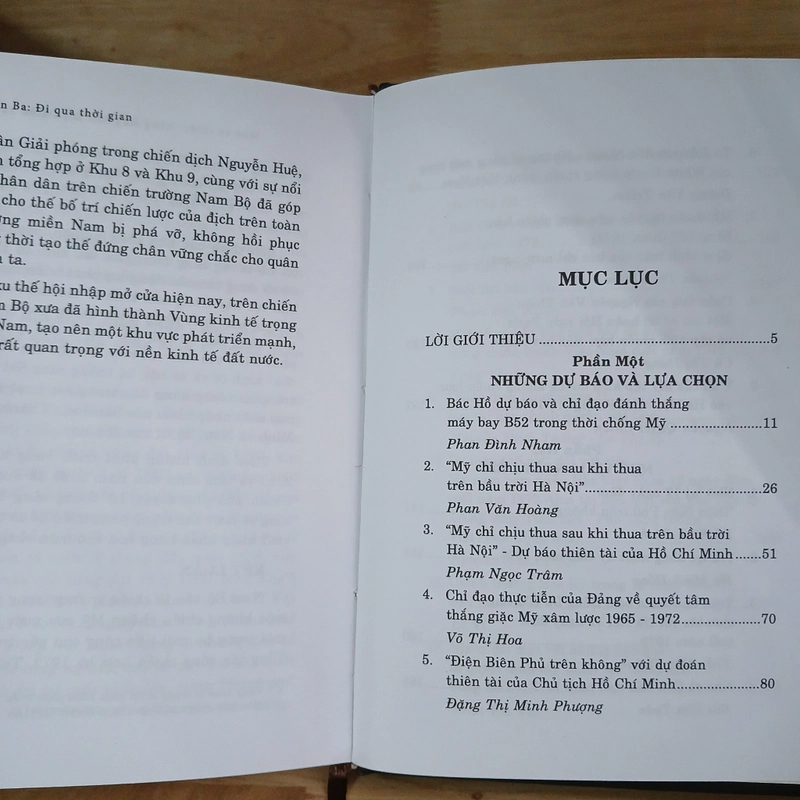 n Ba: Đi qua thời gian
ân Giải phóng trong chiến dịch Nguyễn Huệ,
tổng hợp ở Khu 8 và Khu 9, cùng với sự nổi
hân dân trên chiến trường Nam Bộ đã góp
cho thế bố trí chiến lược của địch trên toàn
ng miền Nam bị phá vỡ, không hồi phục
thời tạo thế đứng chân vững chắc cho quân
ta.
u thế hội nhập mở cửa hiện nay, trên chiến
Bộ xưa đã hình thành Vùng kinh tế trọng
Nam, tạo nên một khu vực phát triển mạnh,
rất quan trọng với nền kinh tế đất nước.
MỤC LỤC
LỜI GIỚI THIỆU ..................................................5
Phần Một
NHỮNG DỰ BÁO VÀ LỰA CHỌN
1. Bác Hồ dự báo và chỉ đạo đánh thắng
máy bay B52 trong thời chống Mỹ ....................11
Phan Đình Nham
2. “Mỹ chỉ chịu thua sau khi thua
trên bầu trời Hà Nội”......................................26
Phan Văn Hoàng
3. “Mỹ chỉ chịu thua sau khi thua trên bầu trời
Hà Nội” - Dự báo thiên tài của Hồ Chí Minh......51
Phạm Ngọc Trâm
4. Chỉ đạo thực tiễn của Đảng về quyết tâm
thắng giặc Mỹ xâm lược 1965 - 1972..................70
Võ Thị Hoa
5. “Điện Biên Phủ trên không” với dự đoán
thiên tài của Chủ tịch Hồ Chí Minh..................80
Đặng Thị Minh Phượng